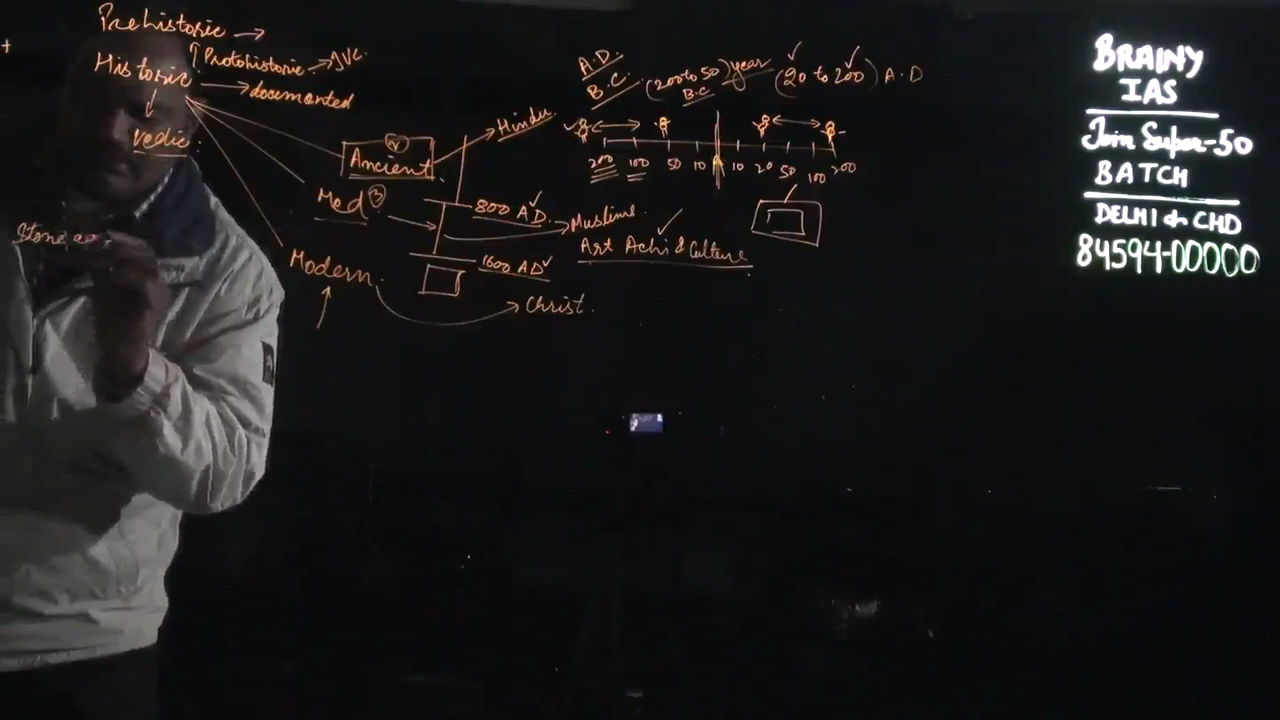 Prehistoric →
Protohistoric → IVC.
Historic → documented
Vedic
Ancient → Hindu
Med
800 AD
Muslims.
Art Achi & Culture
Modern
1600 AD
Christ.
A.D.
B.C. (200 to 50) year (20 to 200) A.D
B.C
200 100 50 10 10 20 50 100 200
Stone
BRAINY
IAS
Join Super-50
BATCH
DELHI & CHD
84594-00000